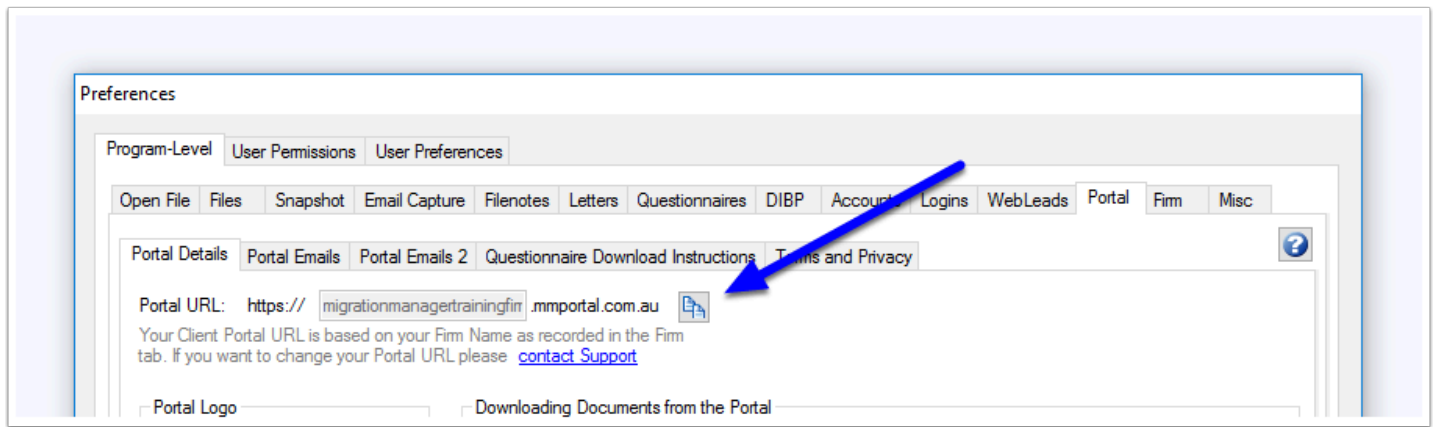 Preferences
Program-Level User Permissions User Preferences
Open File Files Snapshot Email Capture Filenotes Letters Questionnaires DIBP Accounts Logins WebLeads Portal Firm Misc
Portal Details Portal Emails Portal Emails 2 Questionnaire Download Instructions Terms and Privacy
Portal URL: https:// migrationmanagertrainingfirm .mmportal.com.au
Your Client Portal URL is based on your Firm Name as recorded in the Firm
tab. If you want to change your Portal URL please contact Support
Portal Logo Downloading Documents from the Portal